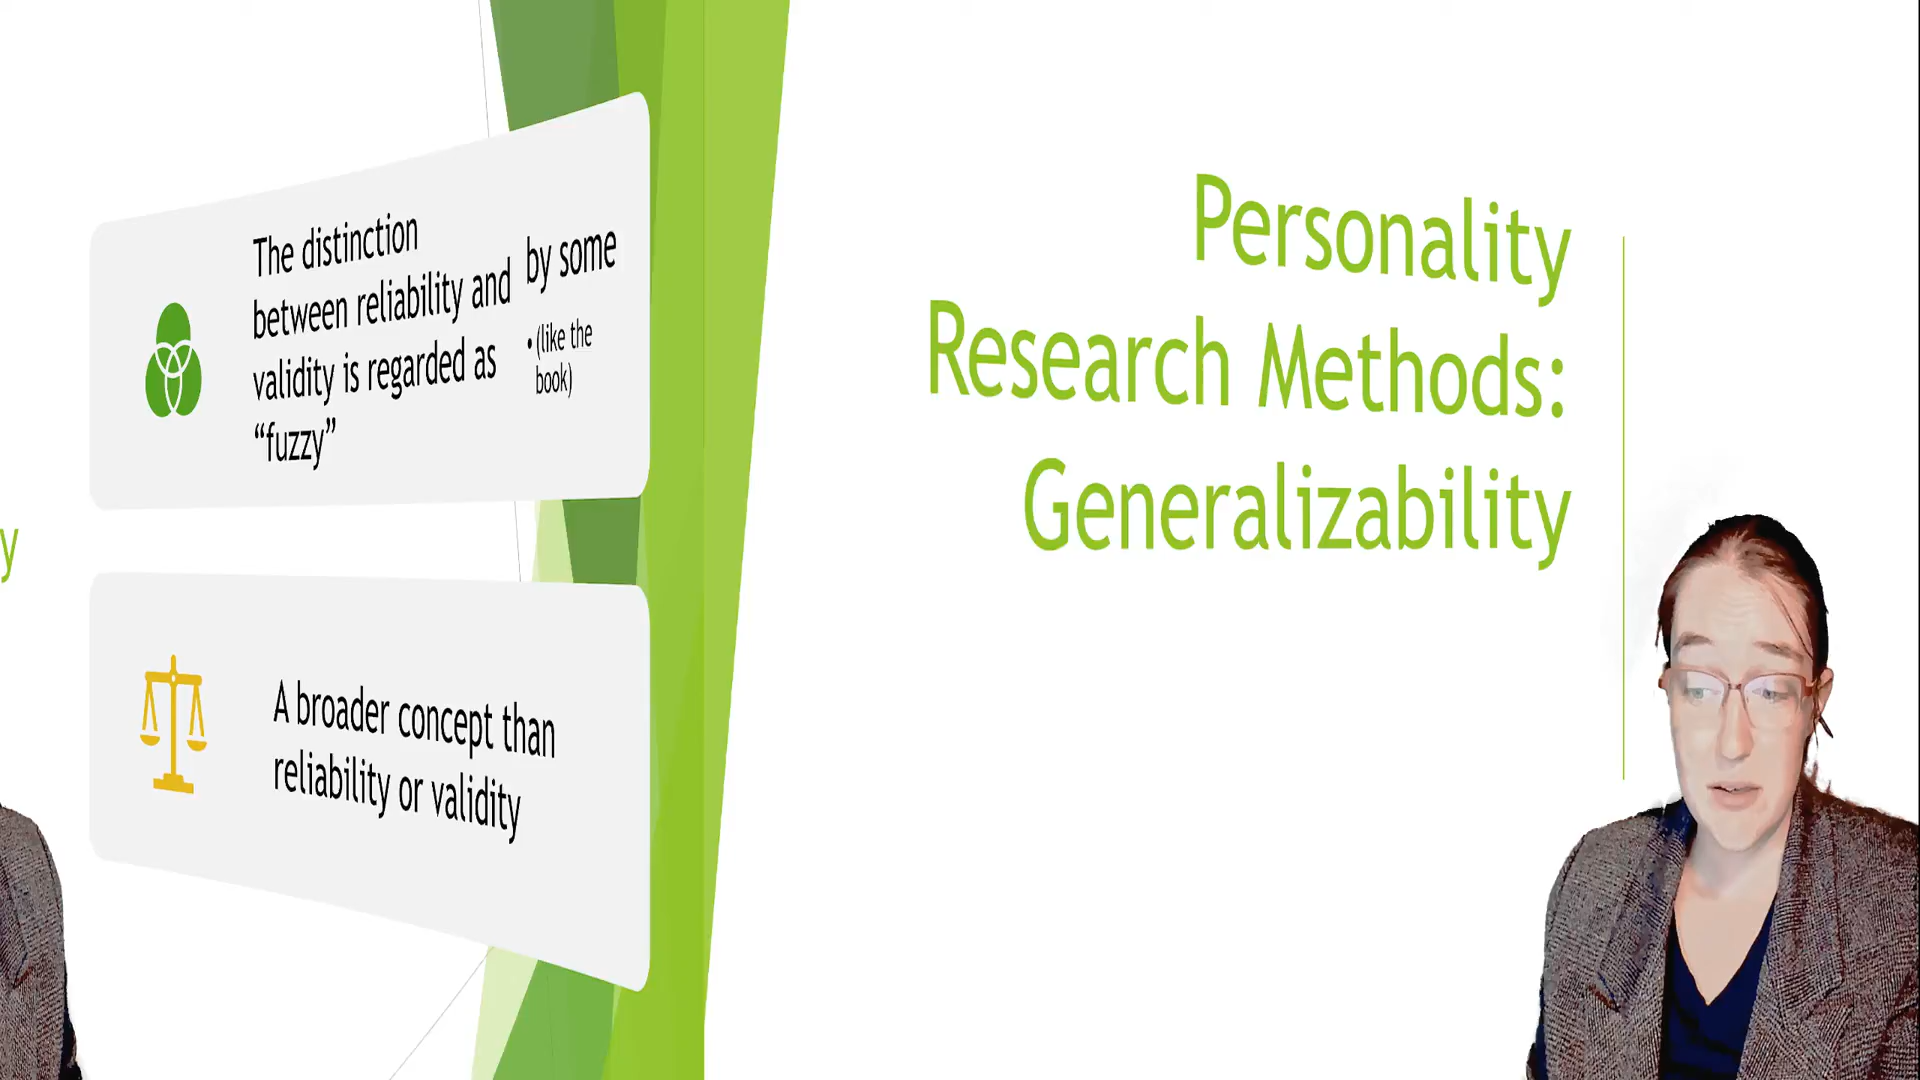 The distinction
between reliability and
validity is regarded as
“fuzzy”
by some
• (like the
book)
A broader concept than
reliability or validity
y
Personality
Research Methods:
Generalizability